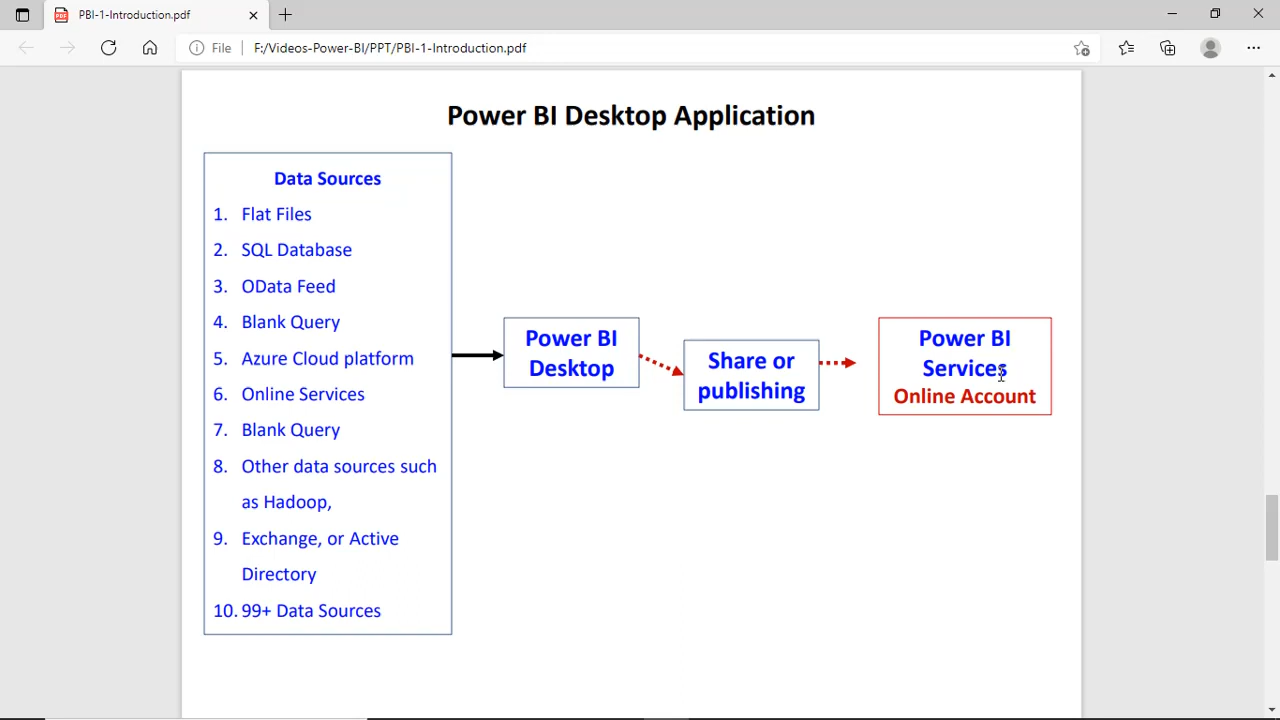 PBI-1-Introduction.pdf
File
F:/Videos-Power-BI/PPT/PBI-1-Introduction.pdf
Power BI Desktop Application
Data Sources
1. Flat Files
2. SQL Database
3. OData Feed
4. Blank Query
5. Azure Cloud platform
6. Online Services
7. Blank Query
8. Other data sources such
as Hadoop,
9. Exchange, or Active
Directory
10. 99+ Data Sources
Power BI
Desktop
Share or
publishing
Power BI
Services
Online Account